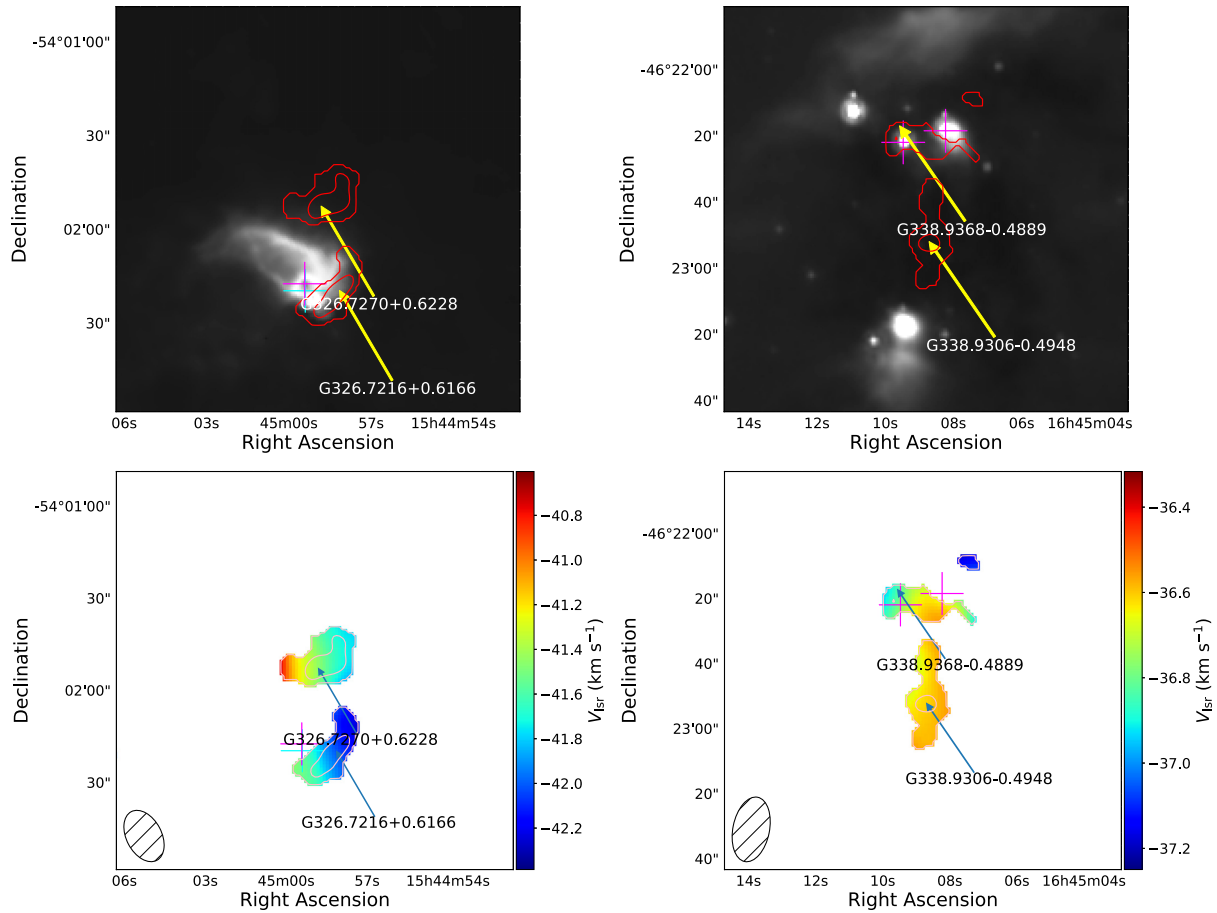 -54°01'00"
30"
02'00"
30"
Declination
G326.7270+0.6228
G326.7216+0.6166
06s 03s 45m00s 57s 15h44m54s
Right Ascension
-46°22'00"
20"
40"
23'00"
20"
40"
Declination
G338.9368-0.4889
G338.9306-0.4948
14s 12s 10s 08s 06s 16h45m04s
Right Ascension
-54°01'00"
30"
02'00"
30"
Declination
G326.7270+0.6228
G326.7216+0.6166
06s 03s 45m00s 57s 15h44m54s
Right Ascension
−40.8
−41.0
−41.2
−41.4
−41.6
−41.8
−42.0
−42.2
V_lsr (km s⁻¹)
-46°22'00"
20"
40"
23'00"
20"
40"
Declination
G338.9368-0.4889
G338.9306-0.4948
14s 12s 10s 08s 06s 16h45m04s
Right Ascension
−36.4
−36.6
−36.8
−37.0
−37.2
V_lsr (km s⁻¹)